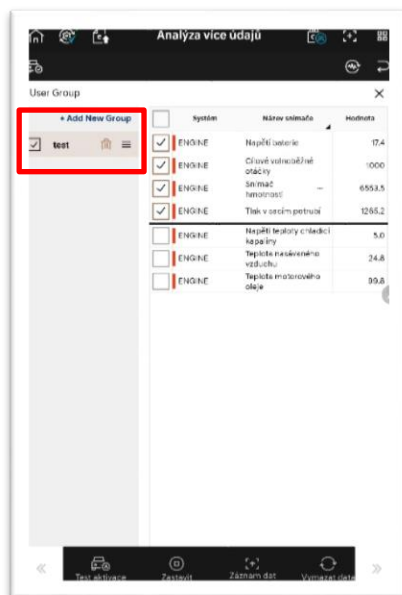 Analýza více údajů
User Group
+ Add New Group
test
Systém Název snímače Hodnota
ENGINE Napětí baterie 17.4
ENGINE Cílové volnoběžné otáčky 1000
ENGINE Snímač hmotnosti – 6553.5
ENGINE Tlak v sacím potrubí 1265.2
ENGINE Napětí teploty chladicí kapaliny 5.0
ENGINE Teplota nasávaného vzduchu 24.8
ENGINE Teplota motorového oleje 99.8
Test aktivace Zastavit Záznam dat Vymazat data